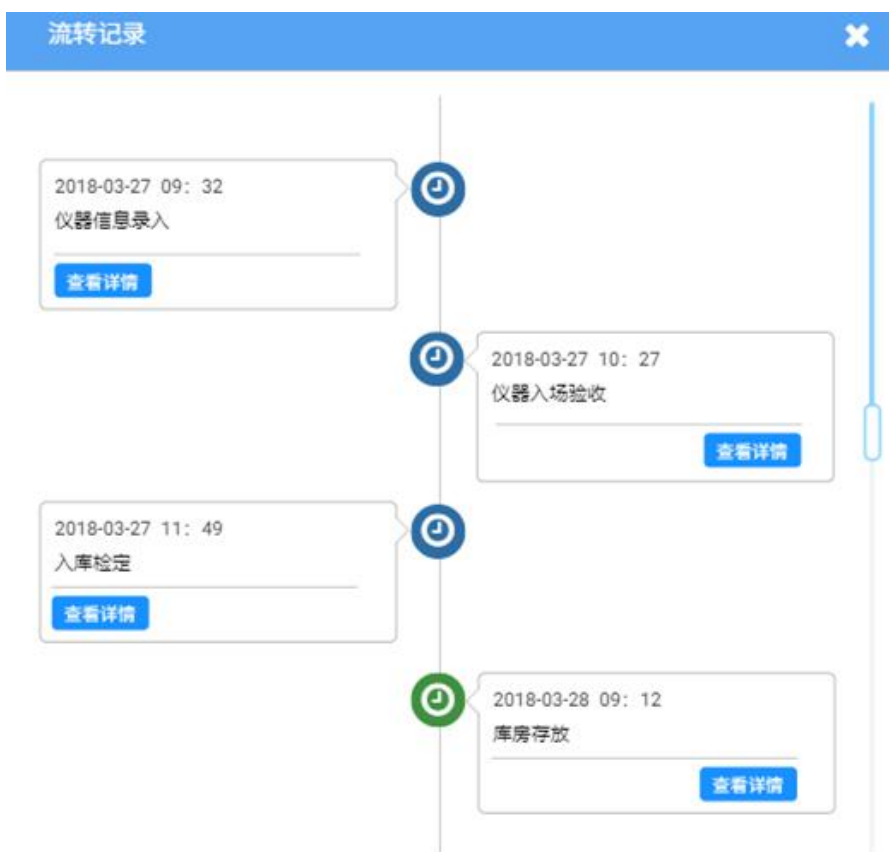 流转记录
2018-03-27 09：32
仪器信息录入
查看详情
2018-03-27 10：27
仪器入场验收
查看详情
2018-03-27 11：49
入库检定
查看详情
2018-03-28 09：12
库房存放
查看详情